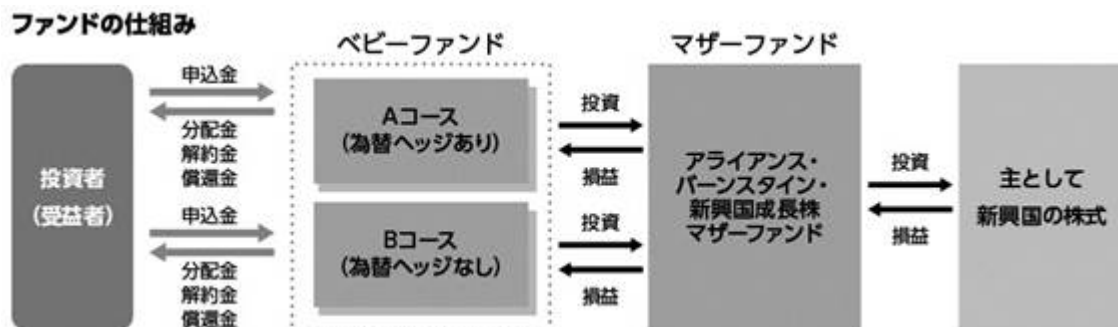 ファンドの仕組み
ベビーファンド
マザーファンド
投資者
(受益者)
申込金
分配金
解約金
償還金
申込金
分配金
解約金
償還金
Aコース
(為替ヘッジあり)
Bコース
(為替ヘッジなし)
投資
損益
投資
損益
アライアンス・
バーンスタイン・
新興国成長株
マザーファンド
投資
損益
主として
新興国の株式